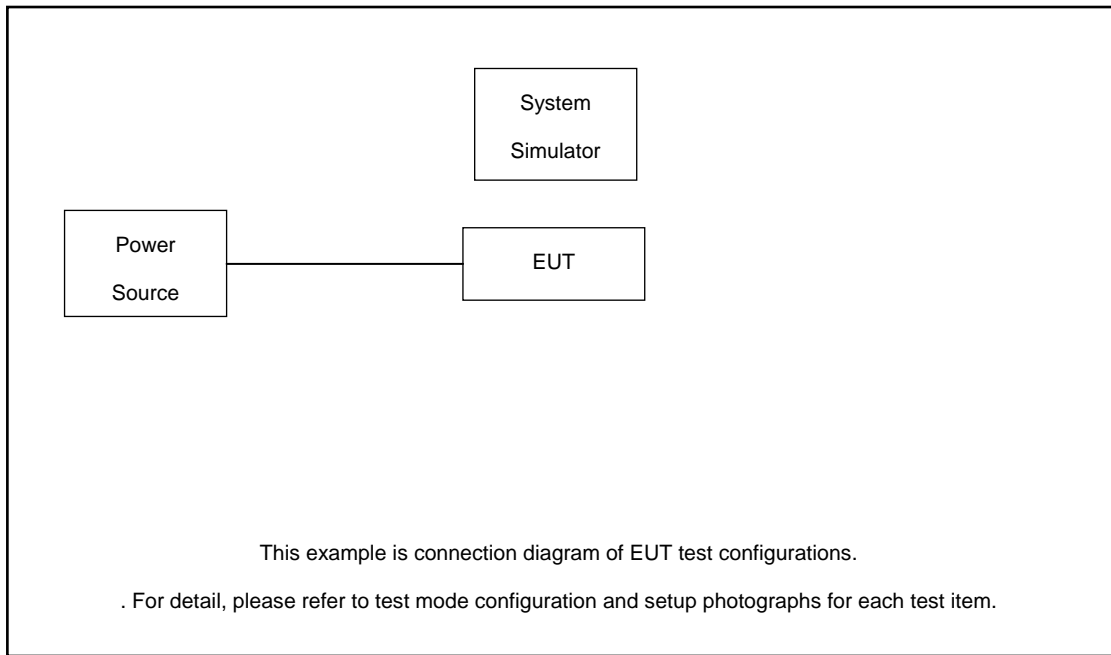 System
Simulator
Power
Source
EUT
This example is connection diagram of EUT test configurations.
. For detail, please refer to test mode configuration and setup photographs for each test item.